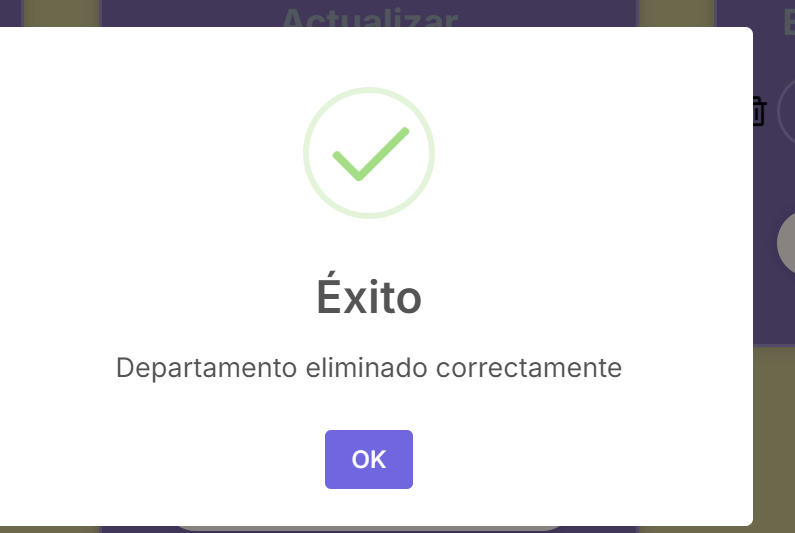 Actualizar
Éxito
Departamento eliminado correctamente
OK